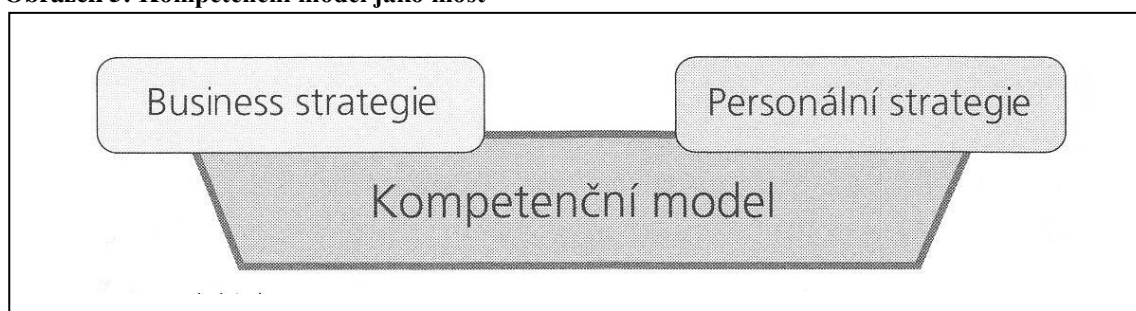 Business strategie
Personální strategie
Kompetenční model